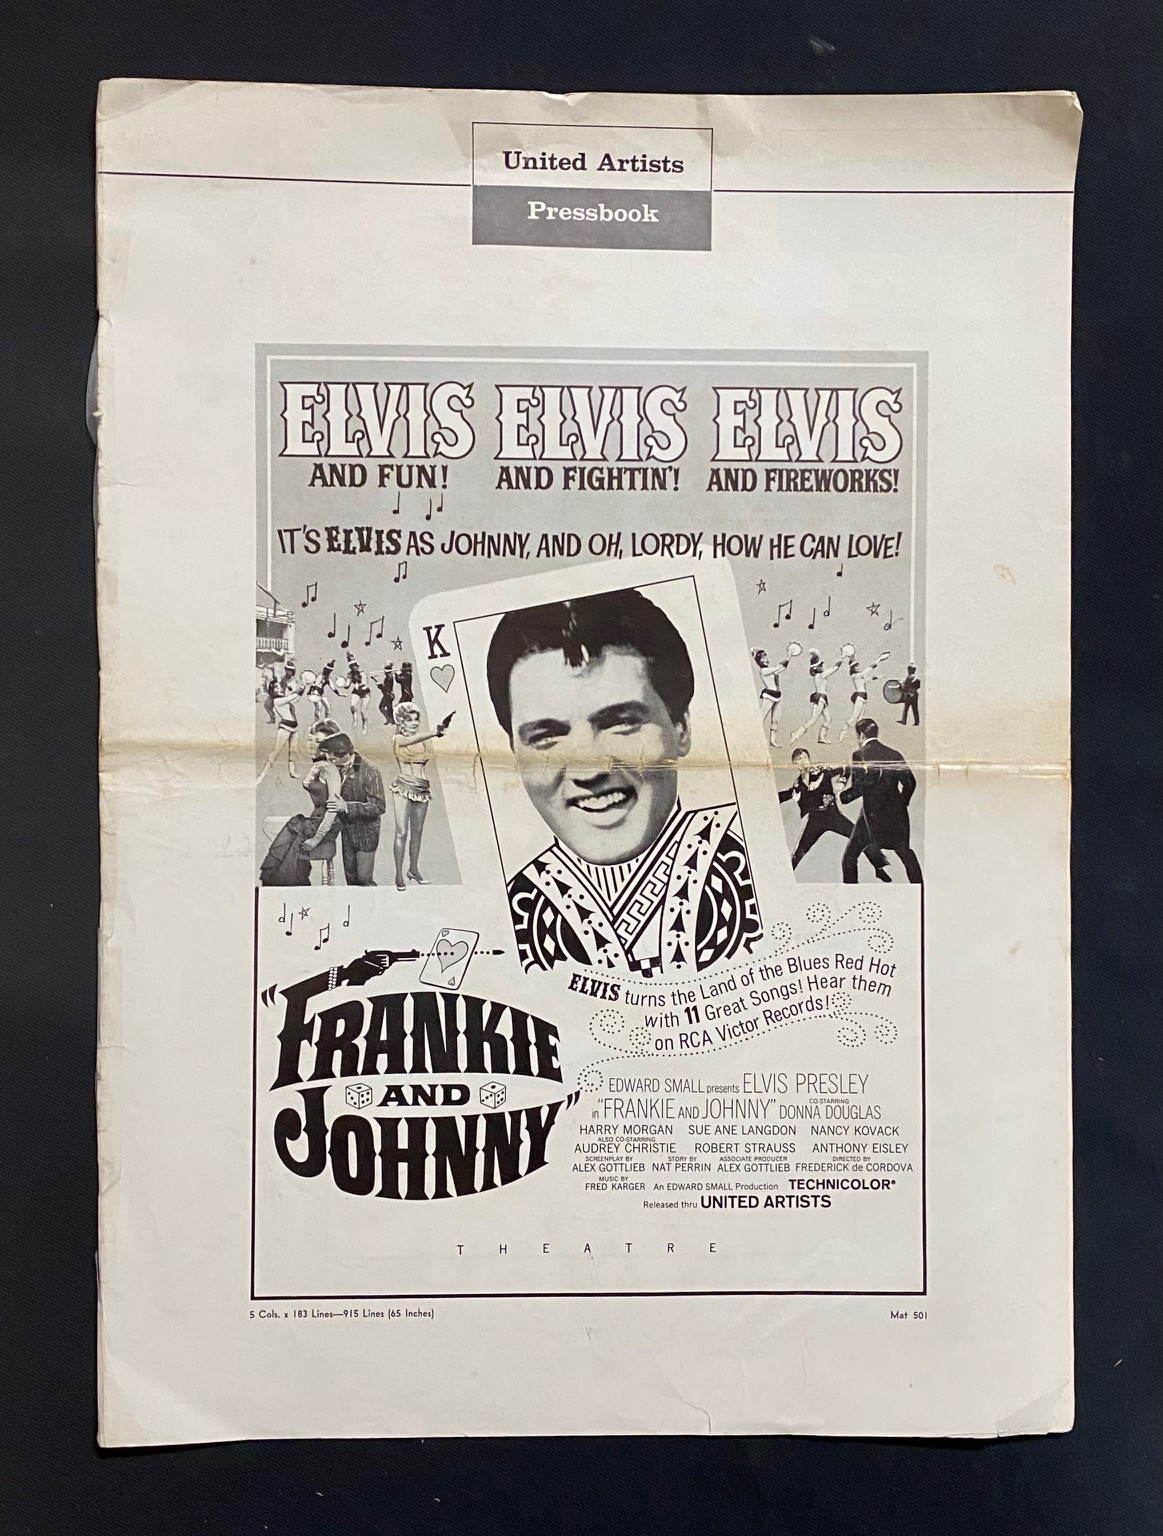 United Artists
Pressbook
ELVIS ELVIS ELVIS
AND FUN! AND FIGHTIN'! AND FIREWORKS!
IT'S ELVIS AS JOHNNY, AND OH, LORDY, HOW HE CAN LOVE!
K
ELVIS turns the Land of the Blues Red Hot
with 11 Great Songs! Hear them
on RCA Victor Records!
"FRANKIE
AND
JOHNNY"
EDWARD SMALL presents ELVIS PRESLEY
CO-STARRING
in "FRANKIE AND JOHNNY" DONNA DOUGLAS
HARRY MORGAN SUE ANE LANGDON NANCY KOVACK
ALSO CO-STARRING
AUDREY CHRISTIE ROBERT STRAUSS ANTHONY EISLEY
SCREENPLAY BY STORY BY ASSOCIATE PRODUCER DIRECTED BY
ALEX GOTTLIEB NAT PERRIN ALEX GOTTLIEB FREDERICK de CORDOVA
MUSIC BY
FRED KARGER An EDWARD SMALL Production TECHNICOLOR®
Released thru UNITED ARTISTS
THEATRE
5 Cols. x 183 Lines—915 Lines (65 Inches) Mat 501